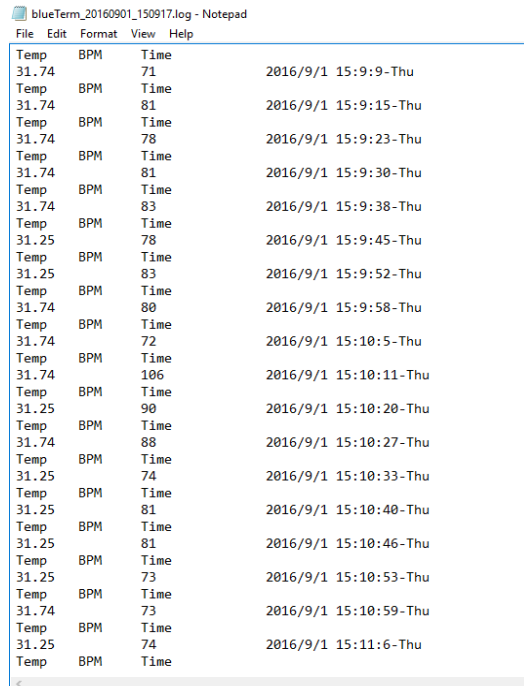 blueTerm_20160901_150917.log - Notepad
File Edit Format View Help
Temp BPM Time
31.74 71 2016/9/1 15:9:9-Thu
Temp BPM Time
31.74 81 2016/9/1 15:9:15-Thu
Temp BPM Time
31.74 78 2016/9/1 15:9:23-Thu
Temp BPM Time
31.74 81 2016/9/1 15:9:30-Thu
Temp BPM Time
31.74 83 2016/9/1 15:9:38-Thu
Temp BPM Time
31.25 78 2016/9/1 15:9:45-Thu
Temp BPM Time
31.25 83 2016/9/1 15:9:52-Thu
Temp BPM Time
31.74 80 2016/9/1 15:9:58-Thu
Temp BPM Time
31.74 72 2016/9/1 15:10:5-Thu
Temp BPM Time
31.74 106 2016/9/1 15:10:11-Thu
Temp BPM Time
31.25 90 2016/9/1 15:10:20-Thu
Temp BPM Time
31.74 88 2016/9/1 15:10:27-Thu
Temp BPM Time
31.25 74 2016/9/1 15:10:33-Thu
Temp BPM Time
31.25 81 2016/9/1 15:10:40-Thu
Temp BPM Time
31.25 81 2016/9/1 15:10:46-Thu
Temp BPM Time
31.25 73 2016/9/1 15:10:53-Thu
Temp BPM Time
31.74 73 2016/9/1 15:10:59-Thu
Temp BPM Time
31.25 74 2016/9/1 15:11:6-Thu
Temp BPM Time